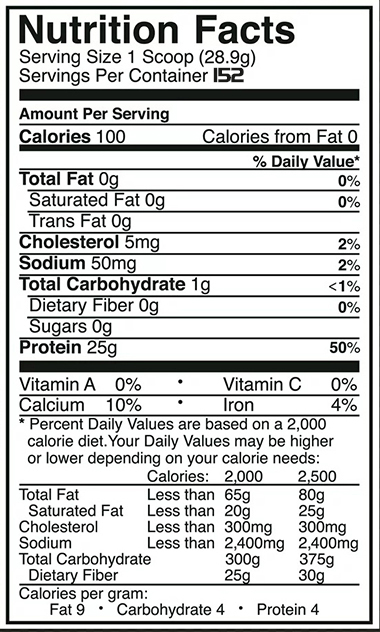 Nutrition Facts
Serving Size 1 Scoop (28.9g)
Servings Per Container 152
Amount Per Serving
Calories 100 Calories from Fat 0
% Daily Value*
Total Fat 0g 0%
Saturated Fat 0g 0%
Trans Fat 0g
Cholesterol 5mg 2%
Sodium 50mg 2%
Total Carbohydrate 1g <1%
Dietary Fiber 0g 0%
Sugars 0g
Protein 25g 50%
Vitamin A 0% • Vitamin C 0%
Calcium 10% • Iron 4%
* Percent Daily Values are based on a 2,000
calorie diet.Your Daily Values may be higher
or lower depending on your calorie needs:
Calories: 2,000 2,500
Total Fat Less than 65g 80g
Saturated Fat Less than 20g 25g
Cholesterol Less than 300mg 300mg
Sodium Less than 2,400mg 2,400mg
Total Carbohydrate 300g 375g
Dietary Fiber 25g 30g
Calories per gram:
Fat 9 • Carbohydrate 4 • Protein 4